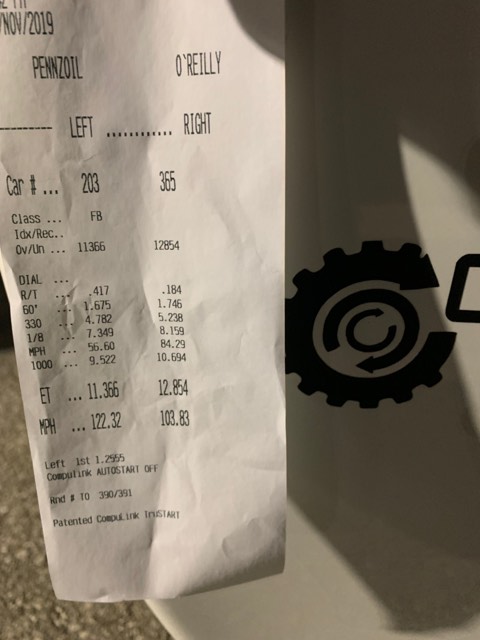 /NOV/2019
PENNZOIL O'REILLY
-------- LEFT ............ RIGHT
Car # ... 203 365
Class ... FB
Idx/Rec..
Ov/Un ... 11366 12854
DIAL ...
R/T ... .417 .184
60' ... 1.675 1.746
330 ... 4.782 5.238
1/8 ... 7.349 8.159
MPH ... 56.60 84.29
1000 ... 9.522 10.694
ET ... 11.366 12.854
MPH ... 122.32 103.83
Left 1st 1.2555
CompuLink AUTOSTART OFF
Rnd # TO 390/391
Patented CompuLink TruSTART